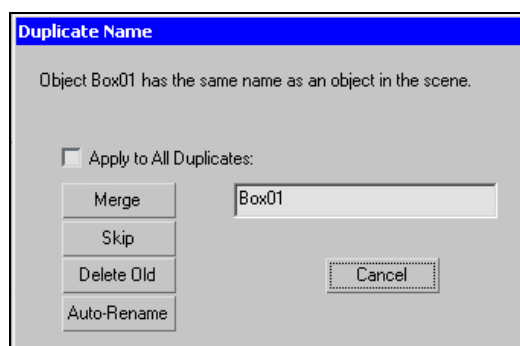 Duplicate Name
Object Box01 has the same name as an object in the scene.
Apply to All Duplicates:
Merge
Box01
Skip
Delete Old
Cancel
Auto-Rename